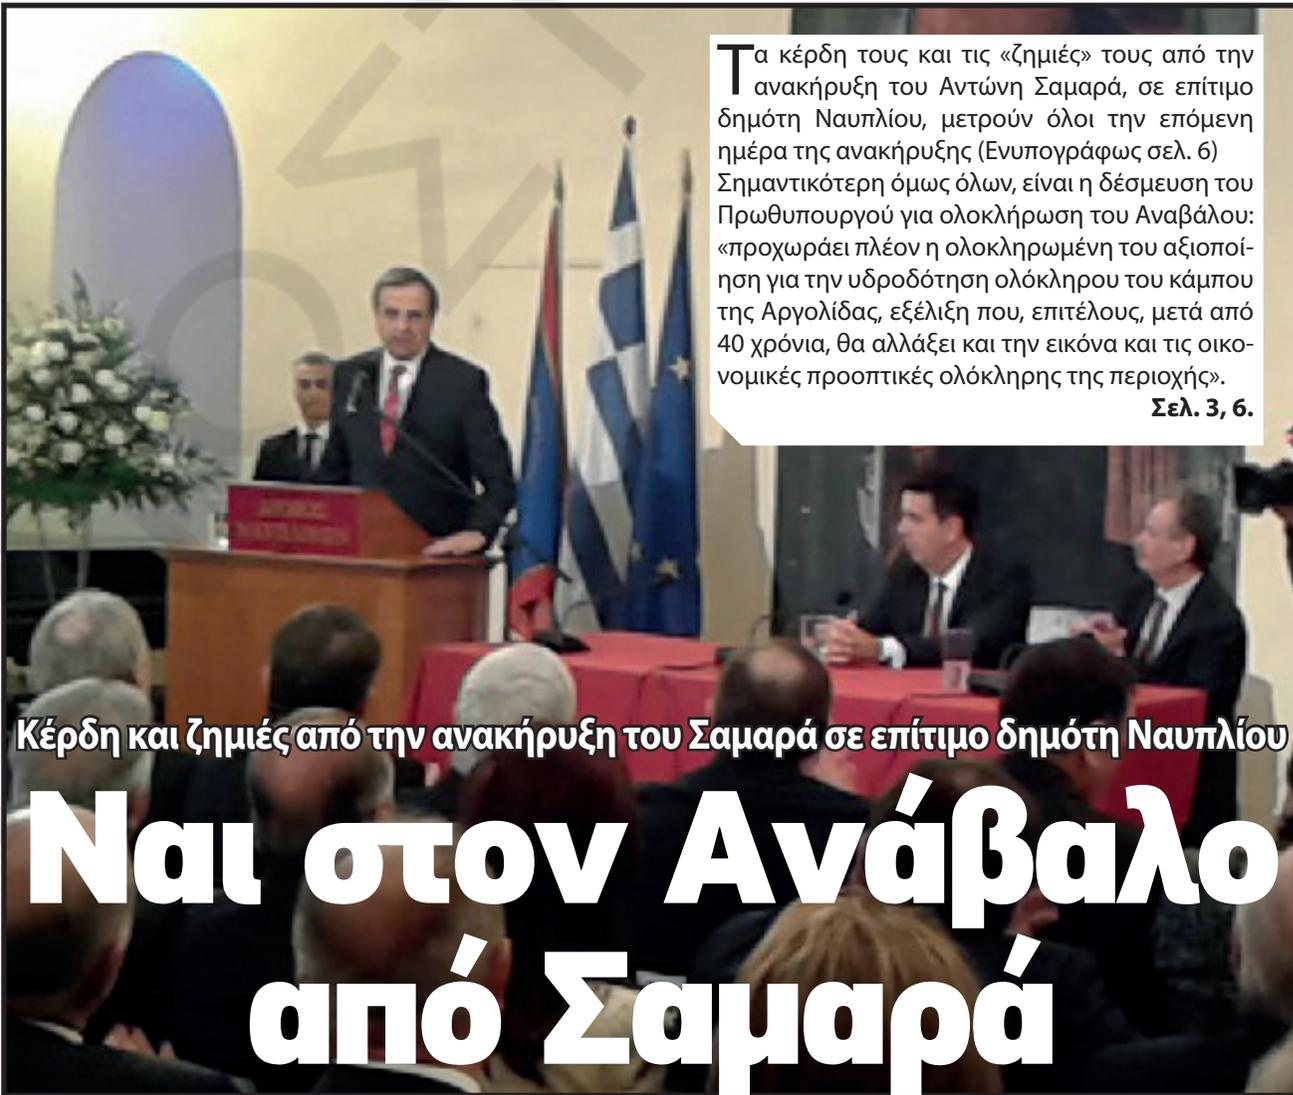 Τα κέρδη τους και τις «ζημιές» τους από την
ανακήρυξη του Αντώνη Σαμαρά, σε επίτιμο
δημότη Ναυπλίου, μετρούν όλοι την επόμενη
ημέρα της ανακήρυξης (Ενυπογράφως σελ. 6)
Σημαντικότερη όμως όλων, είναι η δέσμευση του
Πρωθυπουργού για ολοκλήρωση του Αναβάλου:
«προχωράει πλέον η ολοκληρωμένη του αξιοποί-
ηση για την υδροδότηση ολόκληρου του κάμπου
της Αργολίδας, εξέλιξη που, επιτέλους, μετά από
40 χρόνια, θα αλλάξει και την εικόνα και τις οικο-
νομικές προοπτικές ολόκληρης της περιοχής».
Σελ. 3, 6.
ΔΗΜΟΣ
ΝΑΥΠΛΙΕΩΝ
Κέρδη και ζημιές από την ανακήρυξη του Σαμαρά σε επίτιμο δημότη Ναυπλίου
Ναι στον Ανάβαλο
από Σαμαρά